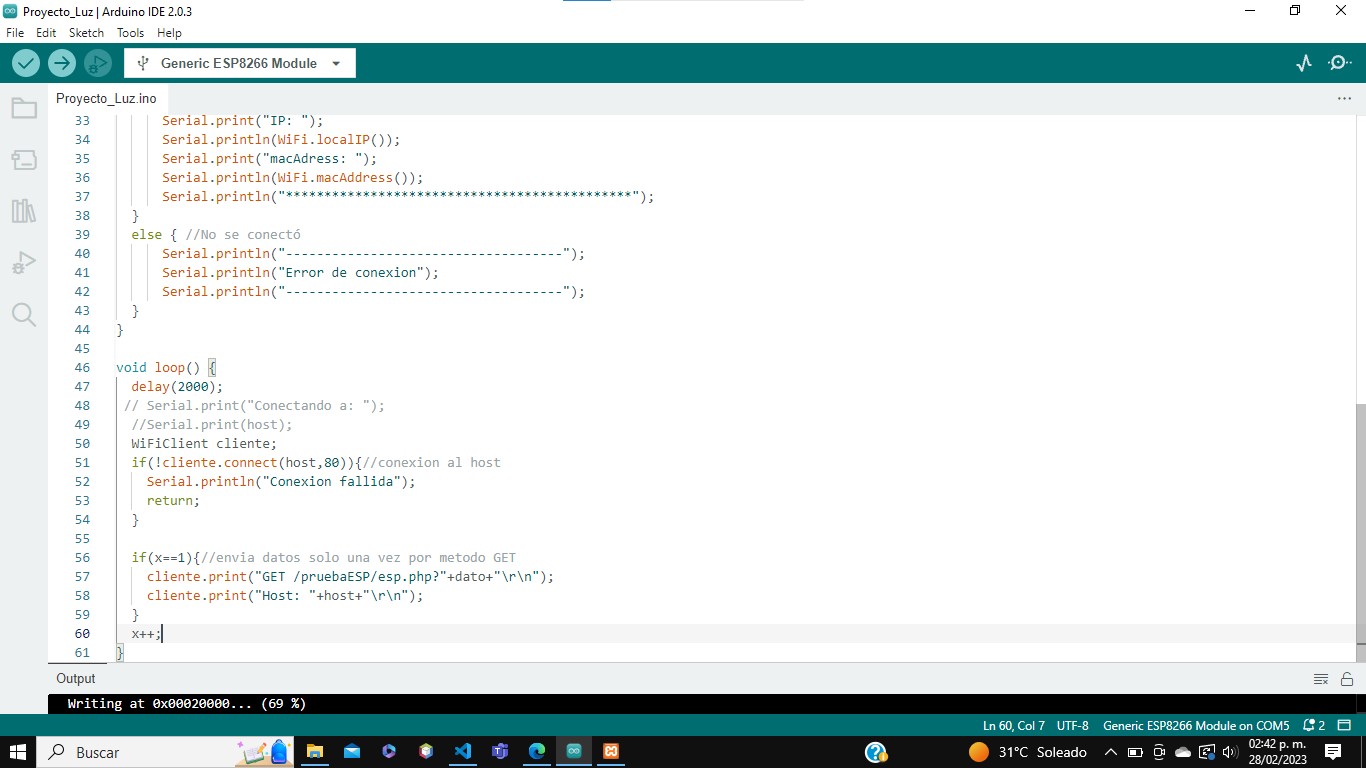 Proyecto_Luz | Arduino IDE 2.0.3
File Edit Sketch Tools Help
Generic ESP8266 Module
Proyecto_Luz.ino
33 Serial.print("IP: ");
34 Serial.println(WiFi.localIP());
35 Serial.print("macAdress: ");
36 Serial.println(WiFi.macAddress());
37 Serial.println("*********************************************");
38 }
39 else { //No se conectó
40 Serial.println("------------------------------------");
41 Serial.println("Error de conexion");
42 Serial.println("------------------------------------");
43 }
44 }
45
46 void loop() {
47 delay(2000);
48 // Serial.print("Conectando a: ");
49 //Serial.print(host);
50 WiFiClient cliente;
51 if(!cliente.connect(host,80)){//conexion al host
52 Serial.println("Conexion fallida");
53 return;
54 }
55
56 if(x==1){//envia datos solo una vez por metodo GET
57 cliente.print("GET /pruebaESP/esp.php?"+dato+"\r\n");
58 cliente.print("Host: "+host+"\r\n");
59 }
60 x++;
61 }
Output
Writing at 0x00020000... (69 %)
Ln 60, Col 7 UTF-8 Generic ESP8266 Module on COM5 2
Buscar
31°C Soleado
02:42 p. m.
28/02/2023